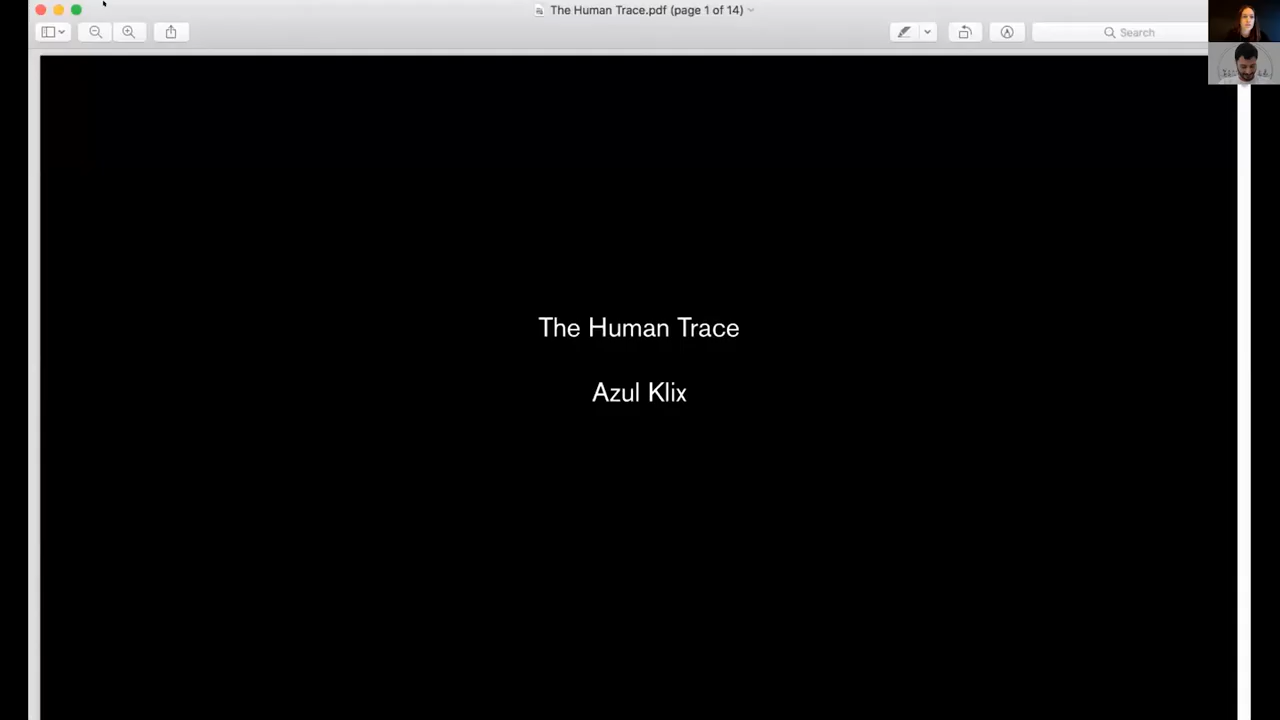 The Human Trace.pdf (page 1 of 14)
Search
The Human Trace
Azul Klix